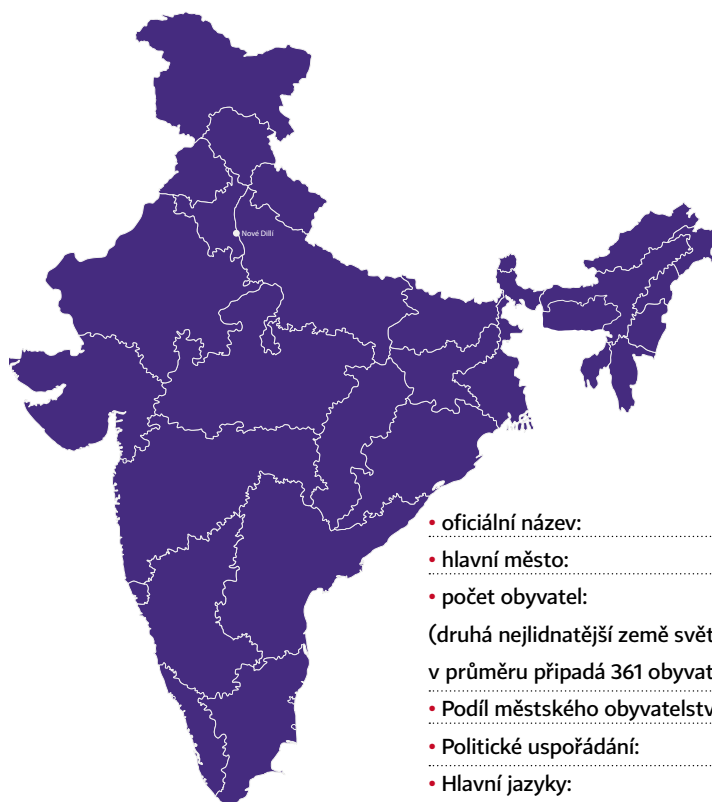 Nové Dillí
• oficiální název:
• hlavní město:
• počet obyvatel:
(druhá nejlidnatější země svět
v průměru připadá 361 obyvat
• Podíl městského obyvatelstv
• Politické uspořádání:
• Hlavní jazyky: